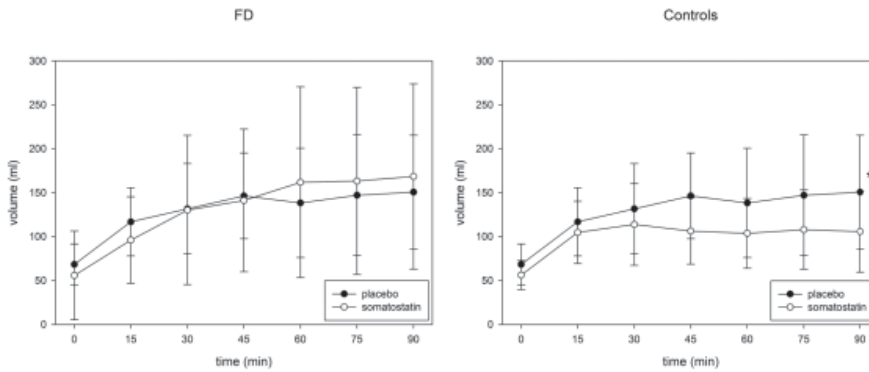 FD
300
250
200
150
100
50
0
volume (ml)
0 15 30 45 60 75 90
time (min)
placebo
somatostatin
Controls
300
250
200
150
100
50
0
volume (ml)
0 15 30 45 60 75 90
time (min)
placebo
somatostatin
*